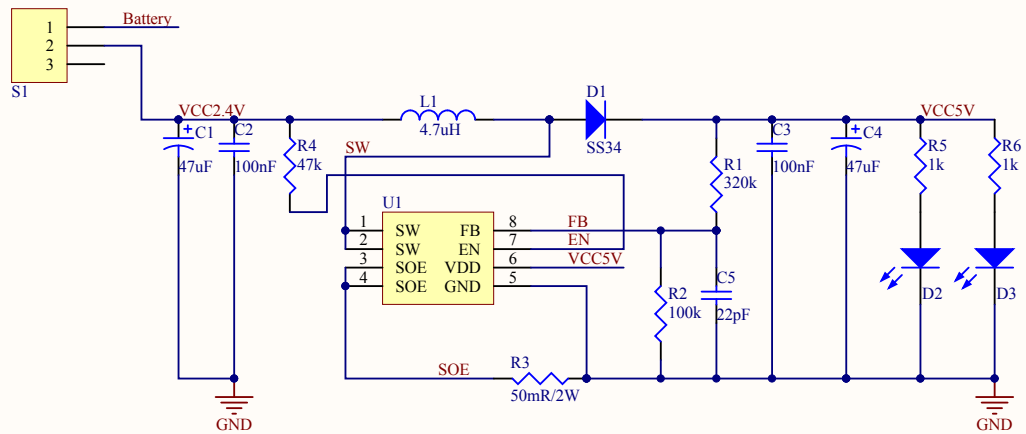 Battery
1
2
3
S1
VCC2.4V
C1
47uF
C2
100nF
R4
47k
L1
4.7uH
D1
SS34
VCC5V
SW
R1
320k
C3
100nF
C4
47uF
R5
1k
R6
1k
U1
1 SW FB 8 FB
2 SW EN 7 EN
3 SOE VDD 6 VCC5V
4 SOE GND 5
R2
100k
C5
22pF
D2
D3
SOE
R3
50mR/2W
GND
GND